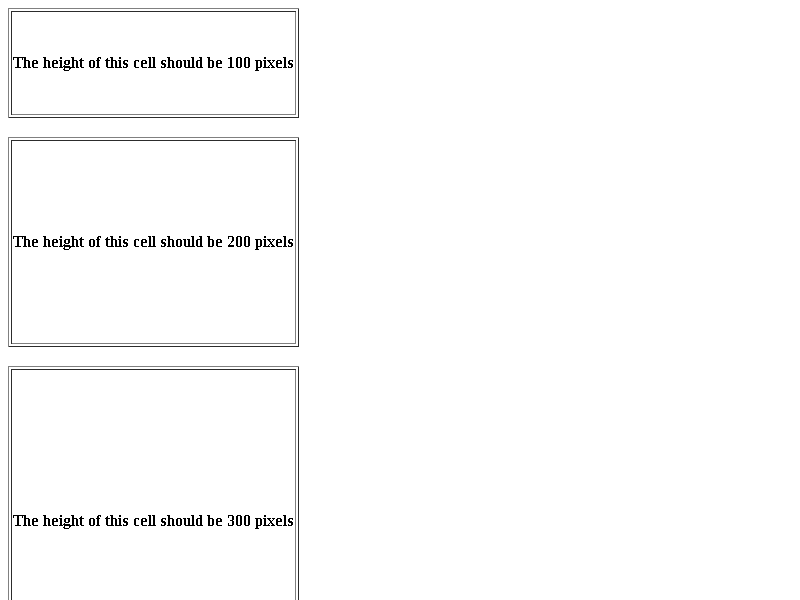 The height of this cell should be 100 pixels
The height of this cell should be 200 pixels
The height of this cell should be 300 pixels